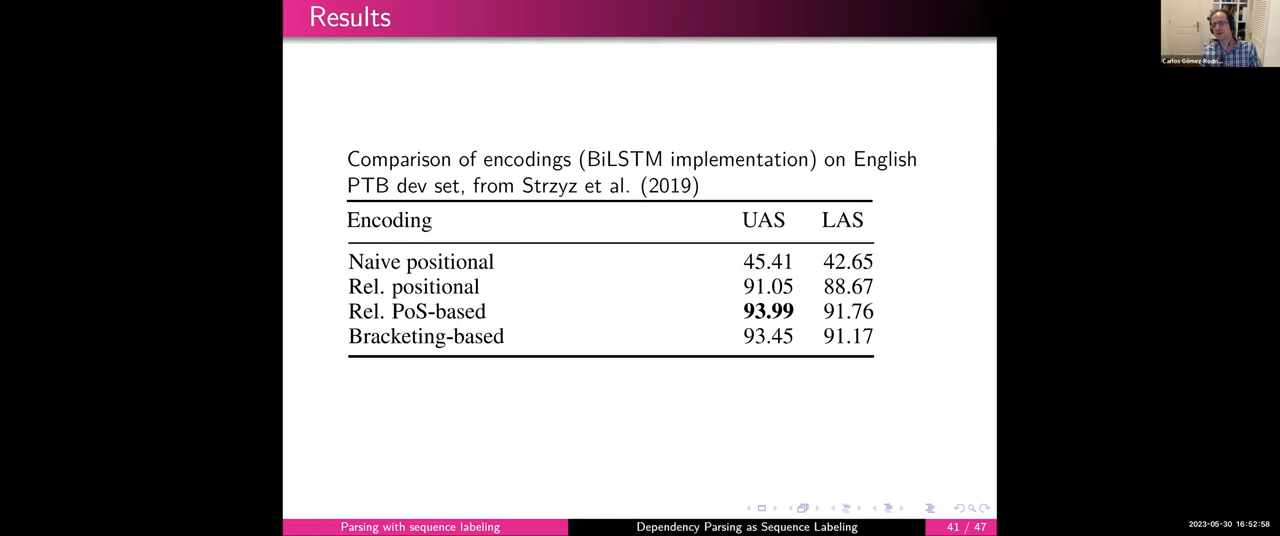 Results
Carlos Gómez-Rodrí...
Comparison of encodings (BiLSTM implementation) on English
PTB dev set, from Strzyz et al. (2019)
Encoding UAS LAS
Naive positional 45.41 42.65
Rel. positional 91.05 88.67
Rel. PoS-based 93.99 91.76
Bracketing-based 93.45 91.17
Parsing with sequence labeling Dependency Parsing as Sequence Labeling 41 / 47
2023-05-30 16:52:58